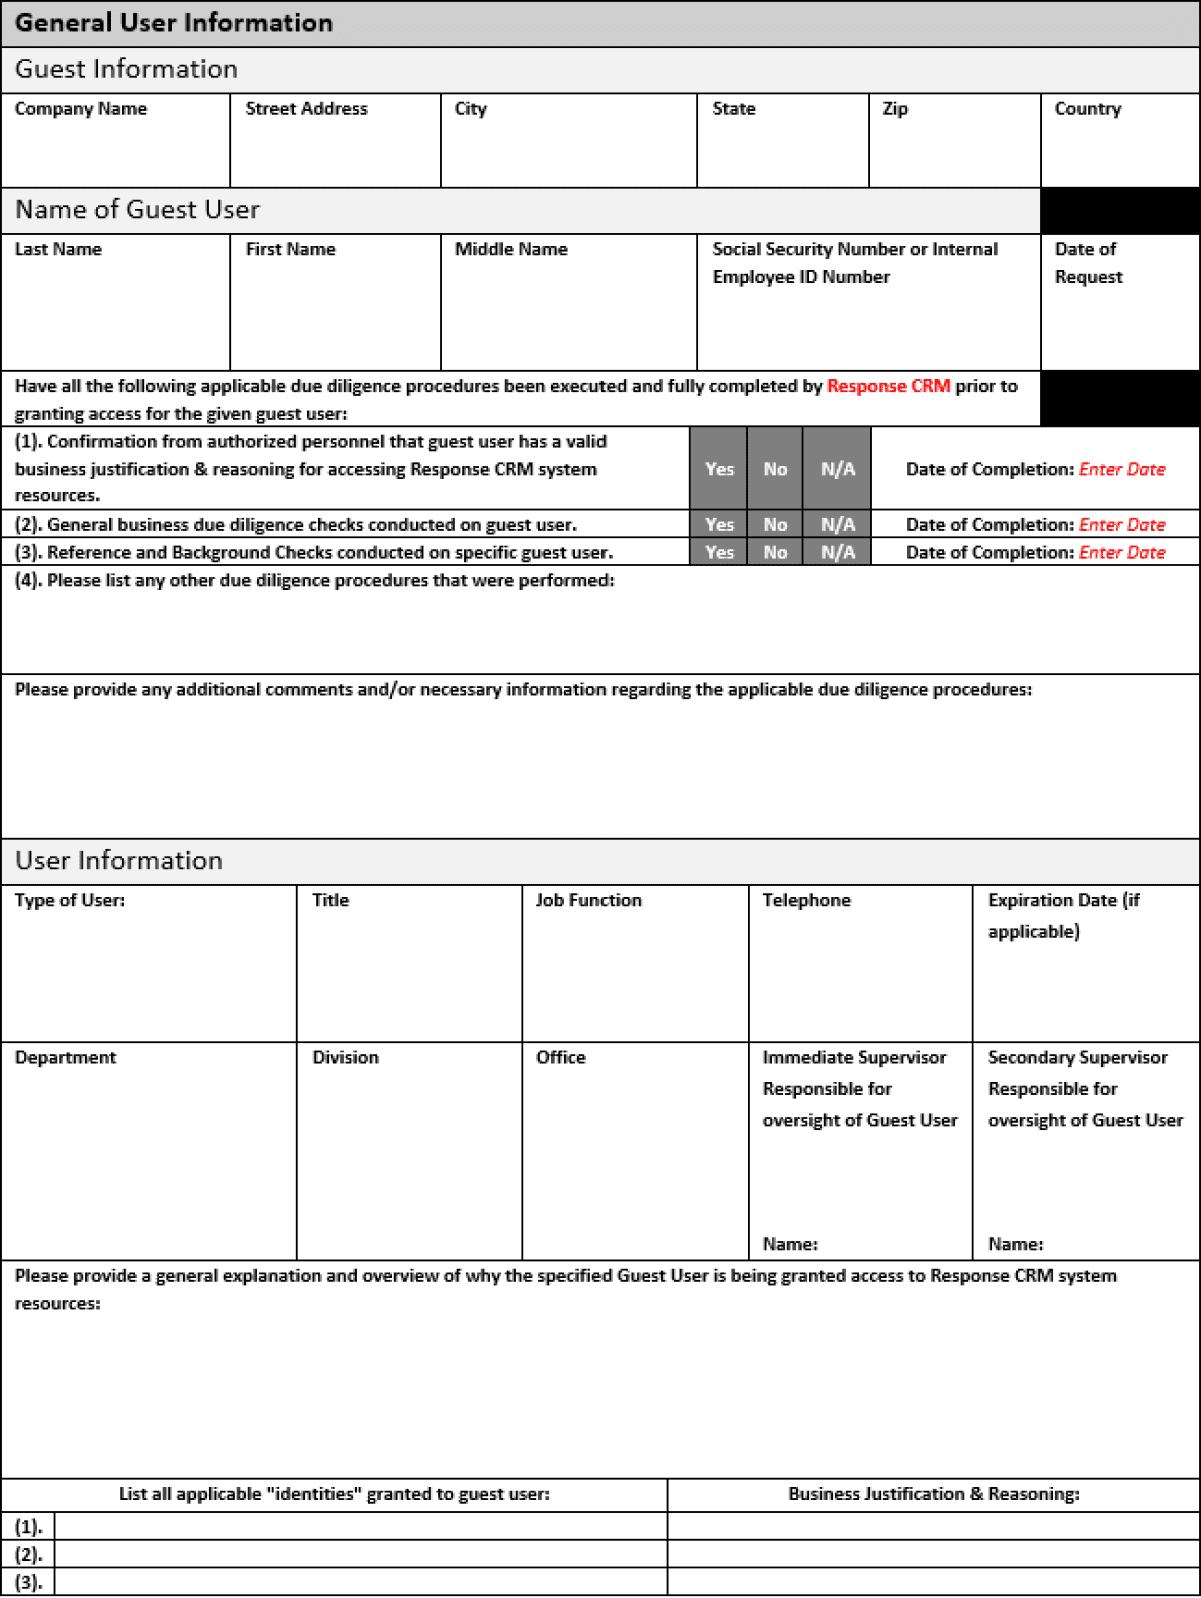 General User Information
Guest Information
Company Name Street Address City State Zip Country
Name of Guest User
Last Name First Name Middle Name Social Security Number or Internal Date of
Employee ID Number Request
Have all the following applicable due diligence procedures been executed and fully completed by Response CRM prior to
granting access for the given guest user:
(1). Confirmation from authorized personnel that guest user has a valid
business justification & reasoning for accessing Response CRM system Yes No N/A Date of Completion: Enter Date
resources.
(2). General business due diligence checks conducted on guest user. Yes No N/A Date of Completion: Enter Date
(3). Reference and Background Checks conducted on specific guest user. Yes No N/A Date of Completion: Enter Date
(4). Please list any other due diligence procedures that were performed:
Please provide any additional comments and/or necessary information regarding the applicable due diligence procedures:
User Information
Type of User: Title Job Function Telephone Expiration Date (if
applicable)
Department Division Office Immediate Supervisor Secondary Supervisor
Responsible for Responsible for
oversight of Guest User oversight of Guest User
Name: Name:
Please provide a general explanation and overview of why the specified Guest User is being granted access to Response CRM system
resources:
List all applicable "identities" granted to guest user: Business Justification & Reasoning:
(1).
(2).
(3).